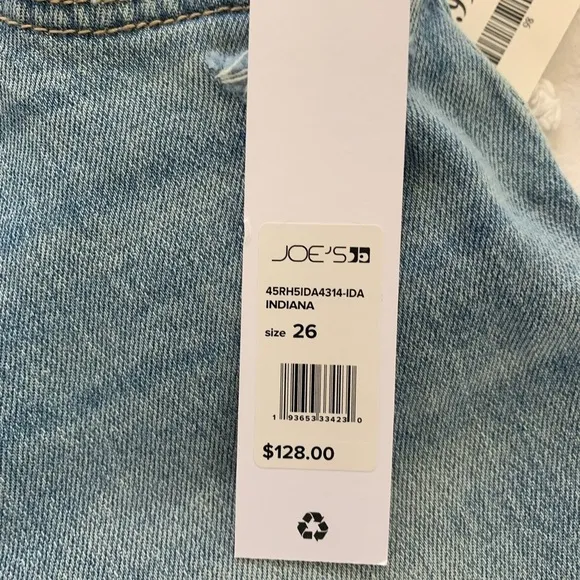 JOE'S
45RH5IDA4314-IDA
INDIANA
size 26
1 93653 33423 0
$128.00